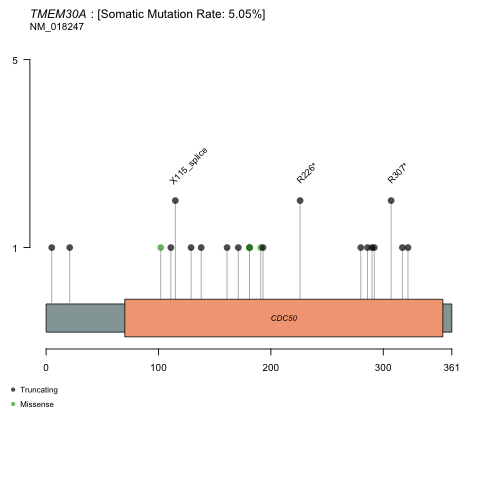 TMEM30A : [Somatic Mutation Rate: 5.05%]
NM_018247
5
X115_splice
R226*
R307*
1
CDC50
0 100 200 300 361
Truncating
Missense